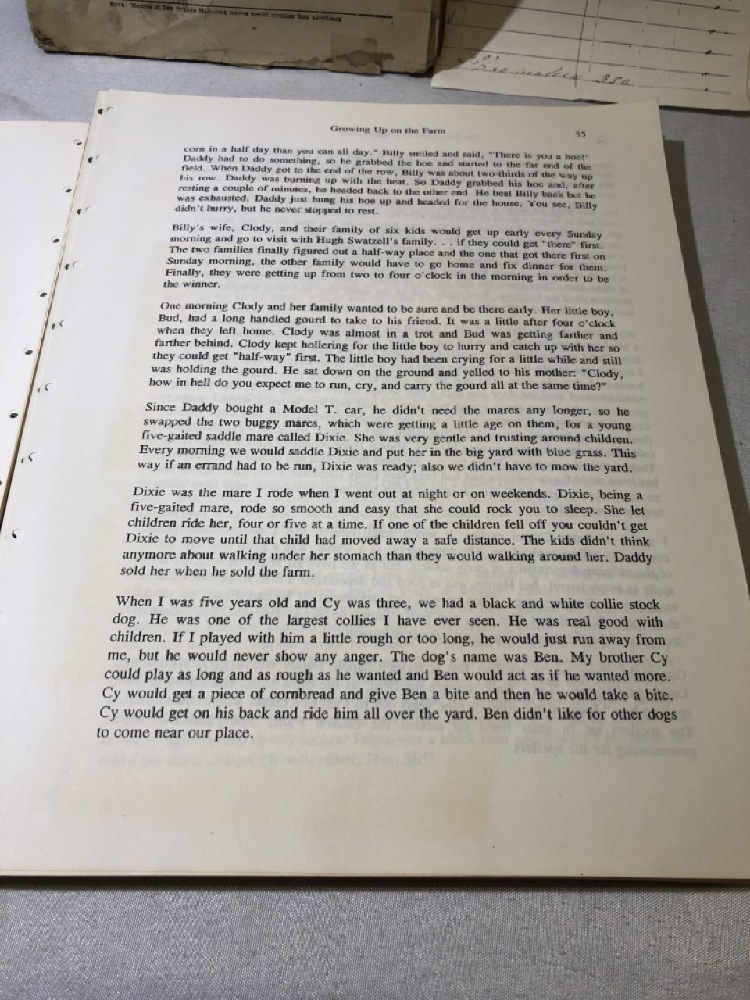 Growing Up on the Farm 55
corn in a half day than you can all day." Billy smiled and said, "There is you a hoe!"
Daddy had to do something, so he grabbed the hoe and started to the far end of the
field. When Daddy got to the end of the row, Billy was about two-thirds of the way up
his row. Daddy was burning up with the heat. So Daddy grabbed his hoe and, after
resting a couple of minutes, he headed back to the other end. He beat Billy back but he
was exhausted. Daddy just hung his hoe up and headed for the house. You see, Billy
didn't hurry, but he never stopped to rest.
Billy's wife, Clody, and their family of six kids would get up early every Sunday
morning and go to visit with Hugh Swatzell's family. . . if they could get "there" first.
The two families finally figured out a half-way place and the one that got there first on
Sunday morning, the other family would have to go home and fix dinner for them.
Finally, they were getting up from two to four o'clock in the morning in order to be
the winner.
One morning Clody and her family wanted to be sure and be there early. Her little boy,
Bud, had a long handled gourd to take to his friend. It was a little after four o'clock
when they left home. Clody was almost in a trot and Bud was getting farther and
farther behind. Clody kept hollering for the little boy to hurry and catch up with her so
they could get "half-way" first. The little boy had been crying for a little while and still
was holding the gourd. He sat down on the ground and yelled to his mother: "Clody,
how in hell do you expect me to run, cry, and carry the gourd all at the same time?"
Since Daddy bought a Model T. car, he didn't need the mares any longer, so he
swapped the two buggy mares, which were getting a little age on them, for a young
five-gaited saddle mare called Dixie. She was very gentle and trusting around children.
Every morning we would saddle Dixie and put her in the big yard with blue grass. This
way if an errand had to be run, Dixie was ready; also we didn't have to mow the yard.
Dixie was the mare I rode when I went out at night or on weekends. Dixie, being a
five-gaited mare, rode so smooth and easy that she could rock you to sleep. She let
children ride her, four or five at a time. If one of the children fell off you couldn't get
Dixie to move until that child had moved away a safe distance. The kids didn't think
anymore about walking under her stomach than they would walking around her. Daddy
sold her when he sold the farm.
When I was five years old and Cy was three, we had a black and white collie stock
dog. He was one of the largest collies I have ever seen. He was real good with
children. If I played with him a little rough or too long, he would just run away from
me, but he would never show any anger. The dog's name was Ben. My brother Cy
could play as long and as rough as he wanted and Ben would act as if he wanted more.
Cy would get a piece of cornbread and give Ben a bite and then he would take a bite.
Cy would get on his back and ride him all over the yard. Ben didn't like for other dogs
to come near our place.